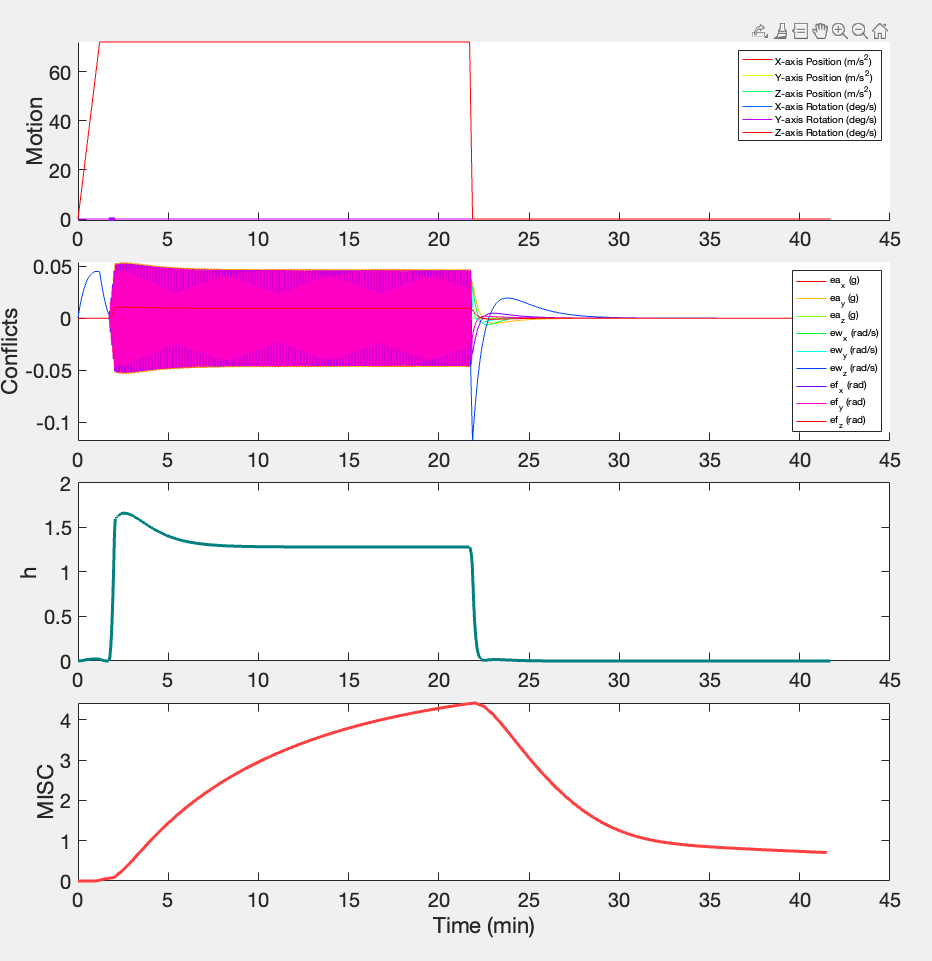 Motion
60
40
20
0
0 5 10 15 20 25 30 35 40 45
X-axis Position (m/s²)
Y-axis Position (m/s²)
Z-axis Position (m/s²)
X-axis Rotation (deg/s)
Y-axis Rotation (deg/s)
Z-axis Rotation (deg/s)
Conflicts
0.05
0
-0.05
-0.1
0 5 10 15 20 25 30 35 40 45
eaₓ (g)
ea_y (g)
ea_z (g)
ewₓ (rad/s)
ew_y (rad/s)
ew_z (rad/s)
efₓ (rad)
ef_y (rad)
ef_z (rad)
h
2
1.5
1
0.5
0
0 5 10 15 20 25 30 35 40 45
MISC
4
3
2
1
0
0 5 10 15 20 25 30 35 40 45
Time (min)